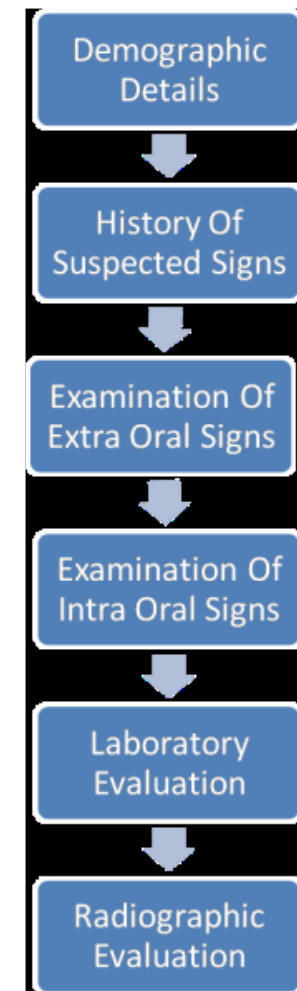 Demographic
Details
History Of
Suspected Signs
Examination Of
Extra Oral Signs
Examination Of
Intra Oral Signs
Laboratory
Evaluation
Radiographic
Evaluation